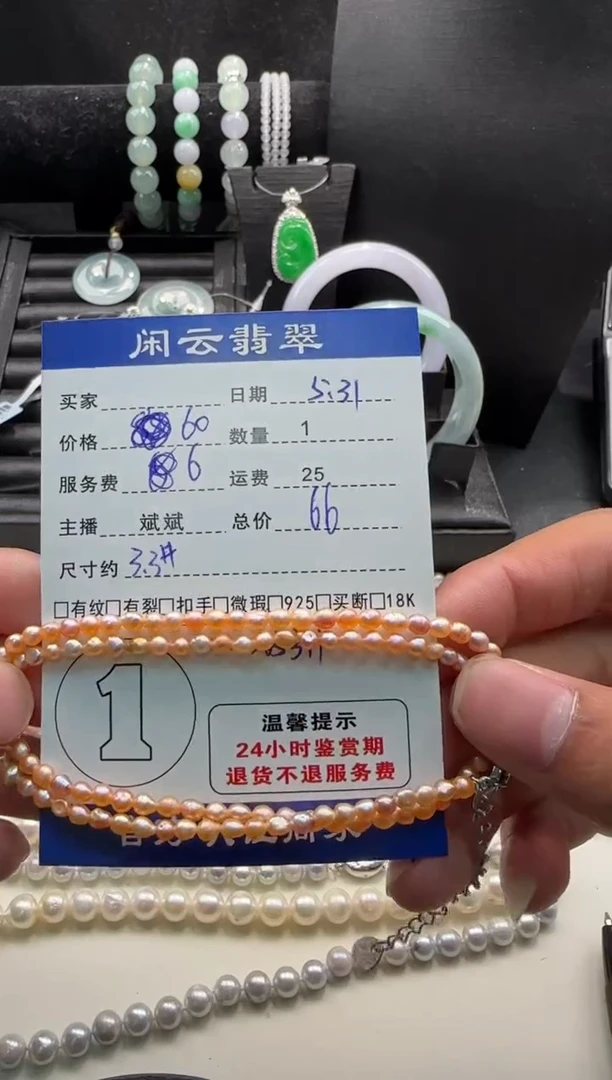 闲云翡翠
买家 日期 5.31
价格 60 数量 1
服务费 6 运费 25
主播 斌斌 总价 66
尺寸约 3.3#
□有纹□有裂□扣手□微瑕□925□买断□18K
1
温馨提示
24小时鉴赏期
退货不退服务费